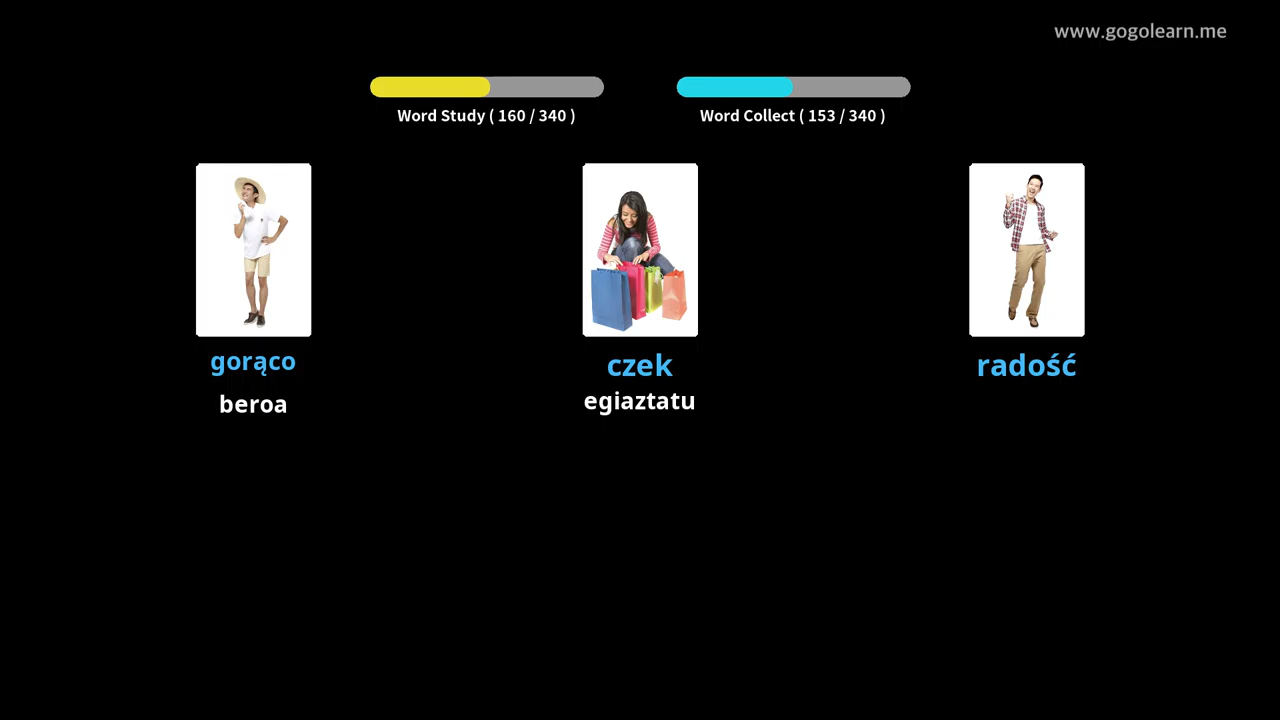 www.gogolearn.me
Word Study ( 160 / 340 )
Word Collect ( 153 / 340 )
gorąco
czek
radość
beroa
egiaztatu